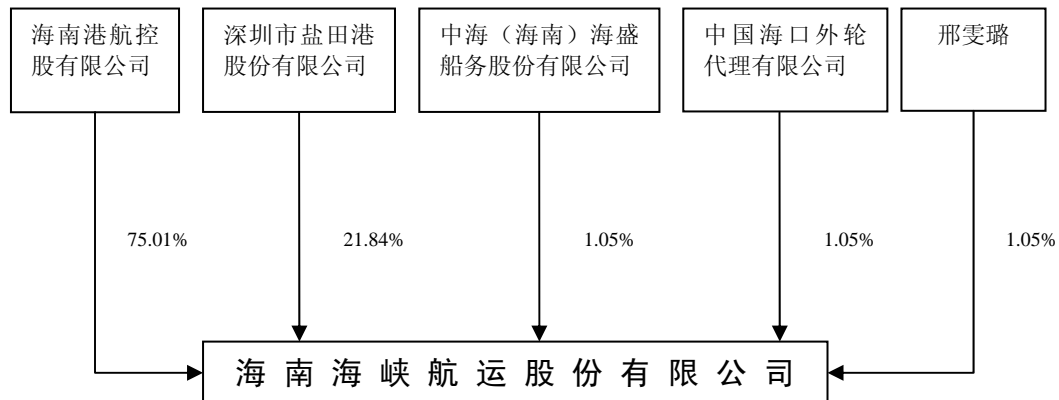 海南港航控
股有限公司
深圳市盐田港
股份有限公司
中海（海南）海盛
船务股份有限公司
中国海口外轮
代理有限公司
邢雯璐
75.01%
21.84%
1.05%
1.05%
1.05%
海南海峡航运股份有限公司